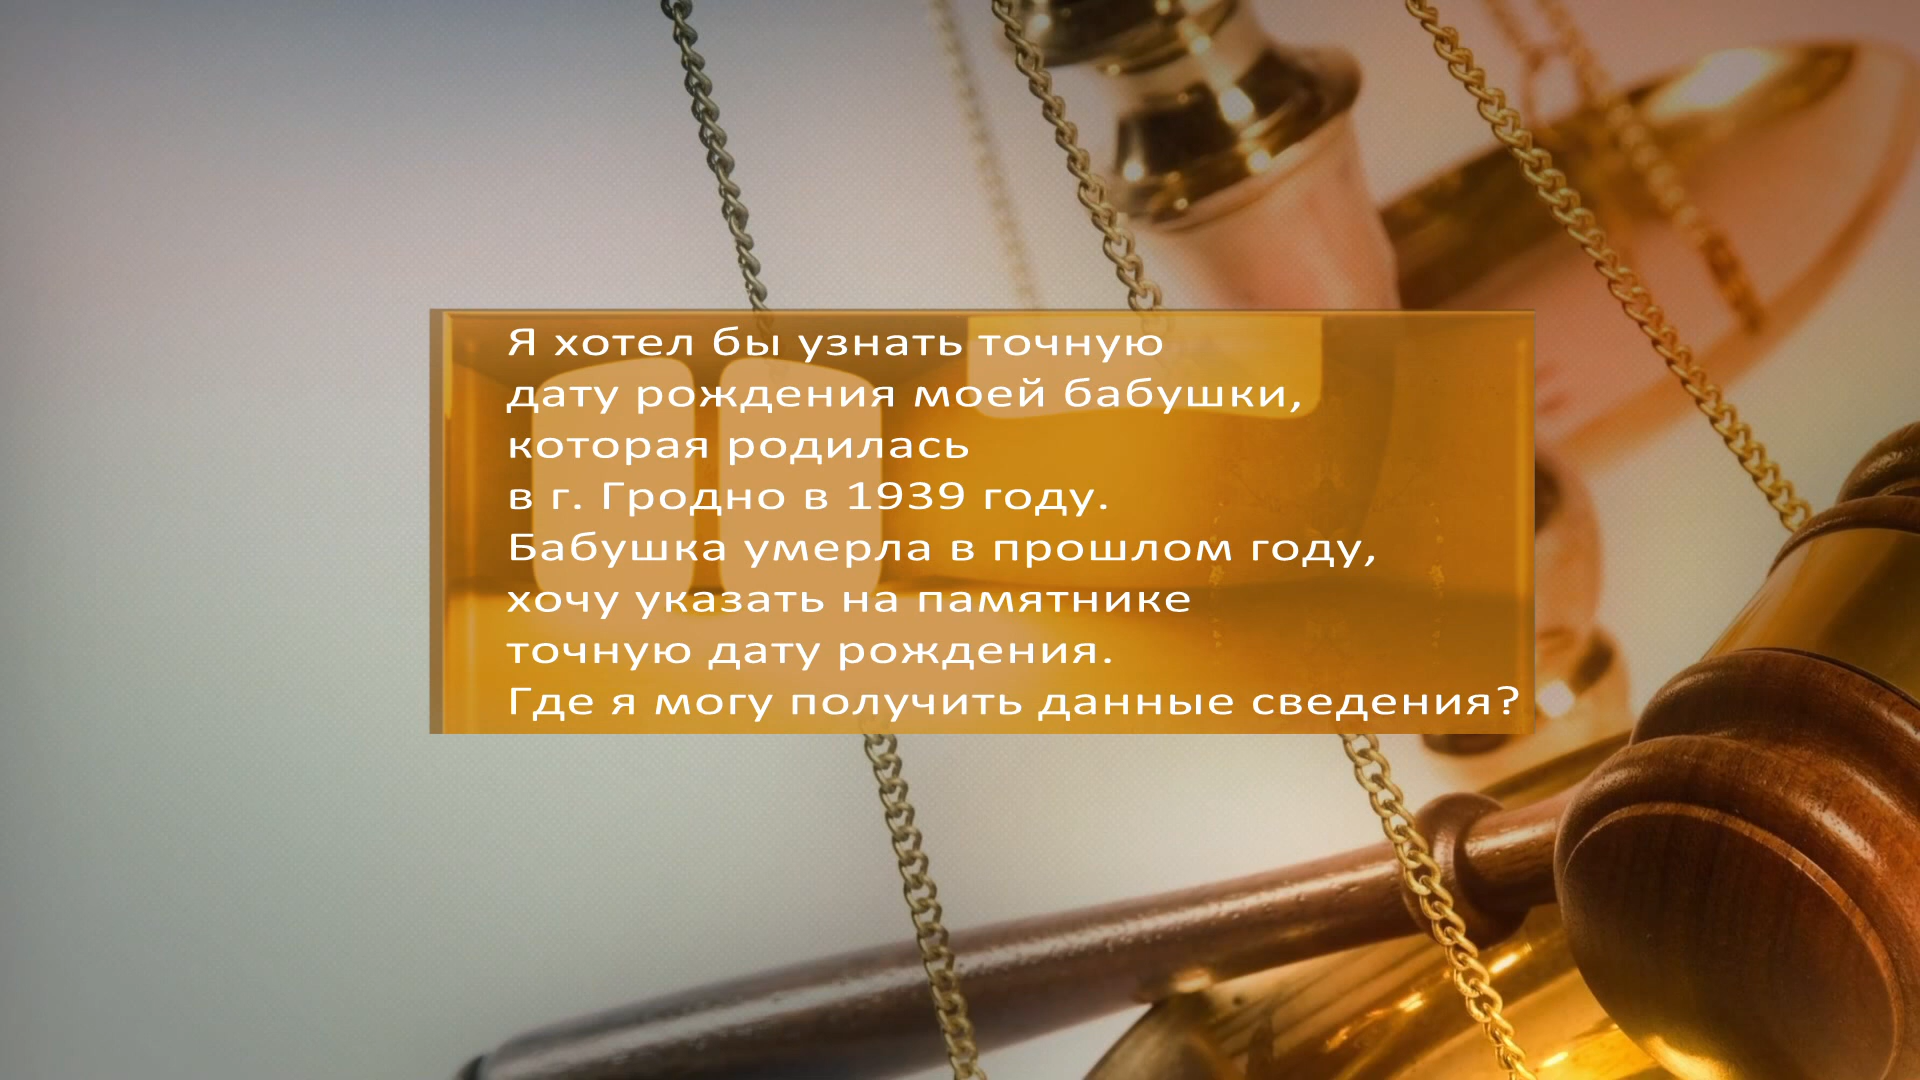 Я хотел бы узнать точную
дату рождения моей бабушки,
которая родилась
в г. Гродно в 1939 году.
Бабушка умерла в прошлом году,
хочу указать на памятнике
точную дату рождения.
Где я могу получить данные сведения?